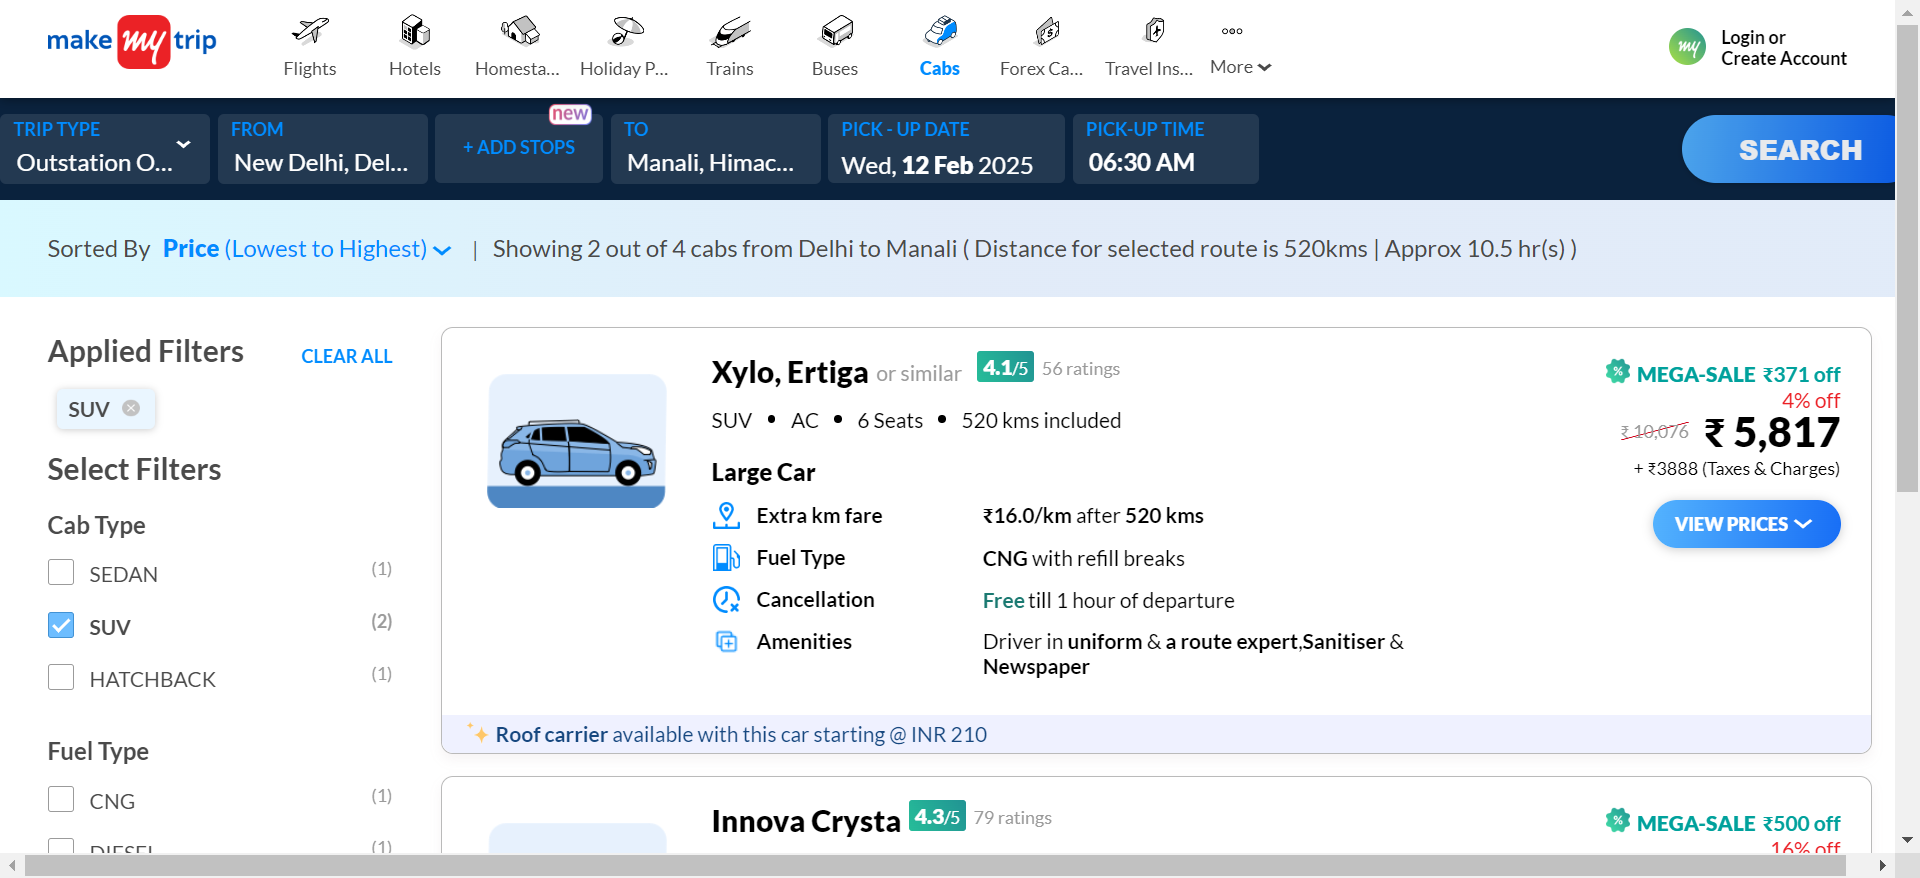 make my trip
Flights
Hotels
Homesta...
Holiday P...
Trains
Buses
Cabs
Forex Ca...
Travel Ins...
More
my
Login or
Create Account
TRIP TYPE
Outstation O...
FROM
New Delhi, Del...
new
+ ADD STOPS
TO
Manali, Himac...
PICK - UP DATE
Wed, 12 Feb 2025
PICK-UP TIME
06:30 AM
SEARCH
Sorted By Price (Lowest to Highest) | Showing 2 out of 4 cabs from Delhi to Manali ( Distance for selected route is 520kms | Approx 10.5 hr(s) )
Applied Filters
CLEAR ALL
SUV
Select Filters
Cab Type
SEDAN (1)
SUV (2)
HATCHBACK (1)
Fuel Type
CNG (1)
DIESEL (1)
Xylo, Ertiga or similar 4.1/5 56 ratings
SUV • AC • 6 Seats • 520 kms included
Large Car
Extra km fare ₹16.0/km after 520 kms
Fuel Type CNG with refill breaks
Cancellation Free till 1 hour of departure
Amenities Driver in uniform & a route expert,Sanitiser &
Newspaper
MEGA-SALE ₹371 off
4% off
₹ 10,076 ₹ 5,817
+ ₹3888 (Taxes & Charges)
VIEW PRICES
Roof carrier available with this car starting @ INR 210
Innova Crysta 4.3/5 79 ratings
MEGA-SALE ₹500 off
16% off